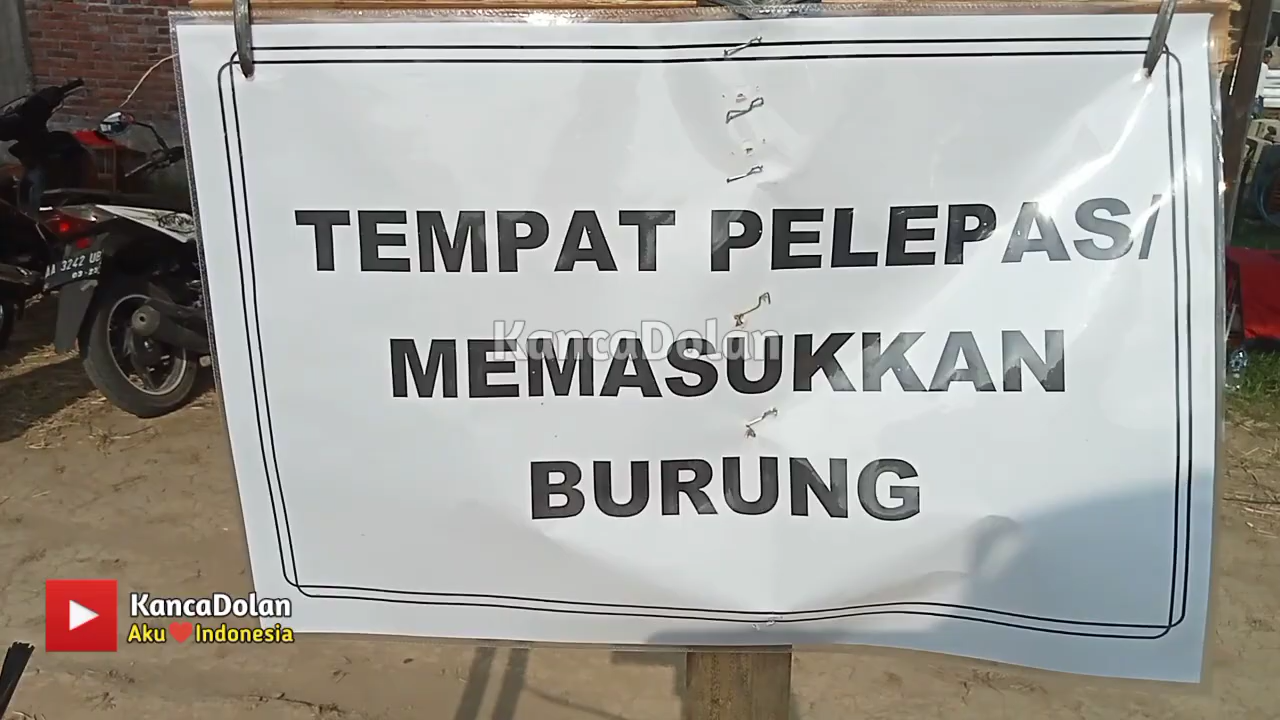 TEMPAT PELEPAS/
MEMASUKKAN
BURUNG
KancaDolan
AA 3242 UB
KancaDolan
Aku❤Indonesia